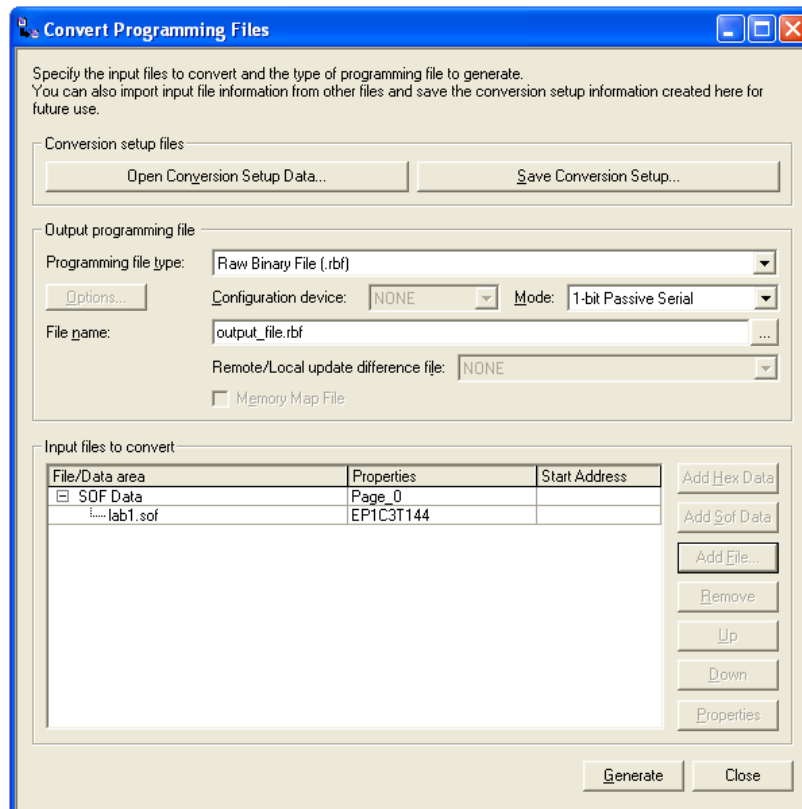 Convert Programming Files
Specify the input files to convert and the type of programming file to generate.
You can also import input file information from other files and save the conversion setup information created here for
future use.
Conversion setup files
Open Conversion Setup Data...
Save Conversion Setup...
Output programming file
Programming file type:
Raw Binary File (.rbf)
Options...
Configuration device:
NONE
Mode:
1-bit Passive Serial
File name:
output_file.rbf
...
Remote/Local update difference file:
NONE
Memory Map File
Input files to convert
File/Data area
Properties
Start Address
SOF Data
Page_0
lab1.sof
EP1C3T144
Add Hex Data
Add Sof Data
Add File...
Remove
Up
Down
Properties
Generate
Close